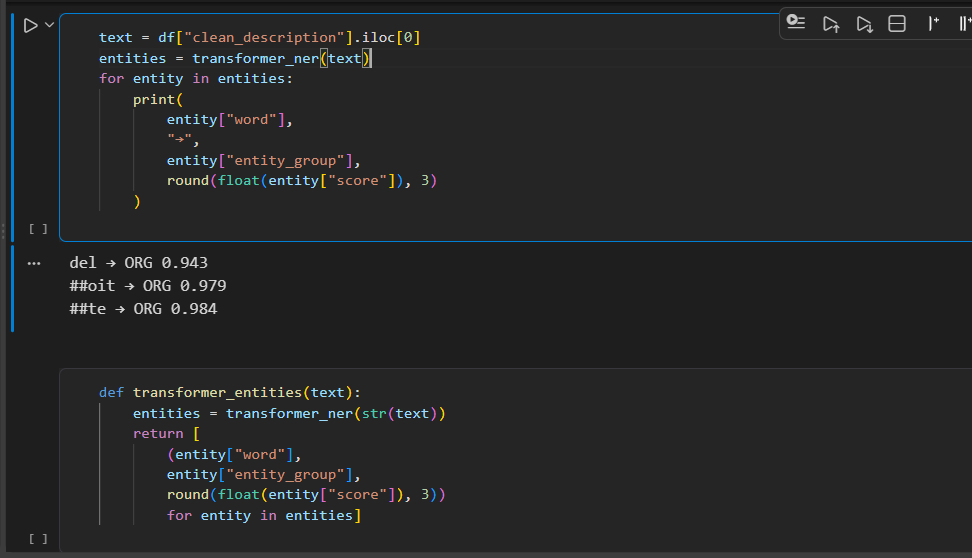 text = df["clean_description"].iloc[0]
entities = transformer_ner(text)
for entity in entities:
    print(
        entity["word"],
        "→",
        entity["entity_group"],
        round(float(entity["score"]), 3)
    )
[ ]
del → ORG 0.943
##oit → ORG 0.979
##te → ORG 0.984
def transformer_entities(text):
    entities = transformer_ner(str(text))
    return [
        (entity["word"],
        entity["entity_group"],
        round(float(entity["score"]), 3))
        for entity in entities]
[ ]